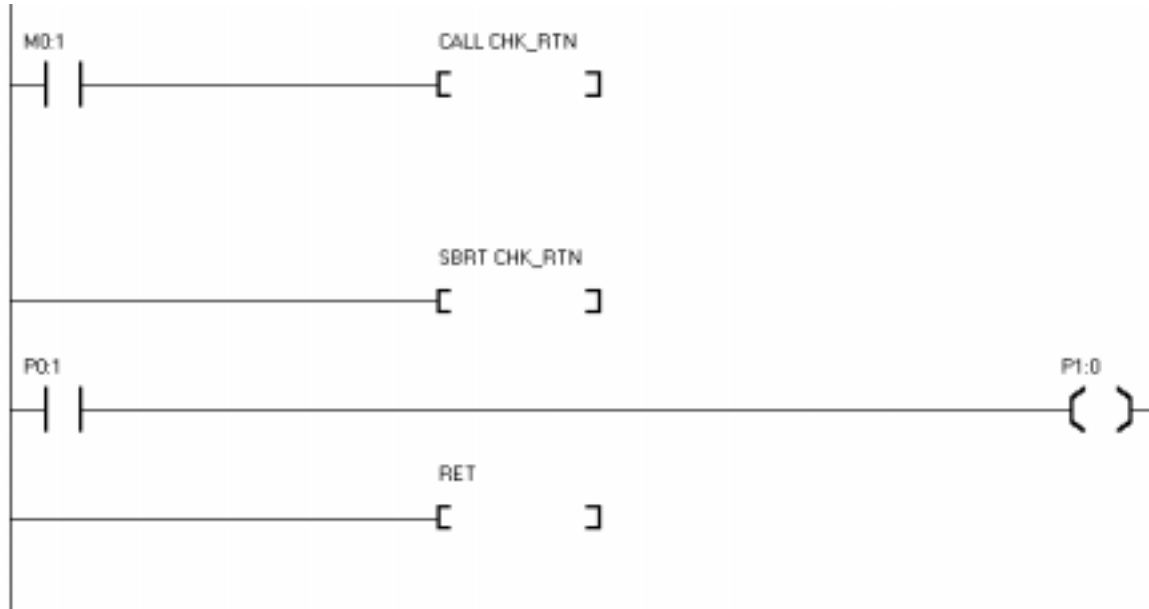 M0:1
CALL CHK_RTN
SBRT CHK_RTN
P0:1
P1:0
RET